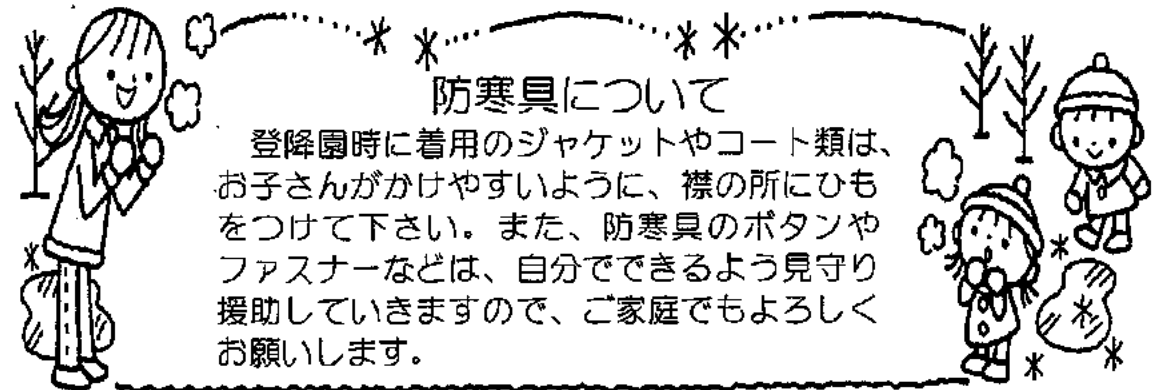 防寒具について
登降園時に着用のジャケットやコート類は、
お子さんがかけやすいように、襟の所にひも
をつけて下さい。また、防寒具のボタンや
ファスナーなどは、自分でできるよう見守り
援助していきますので、ご家庭でもよろしく
お願いします。